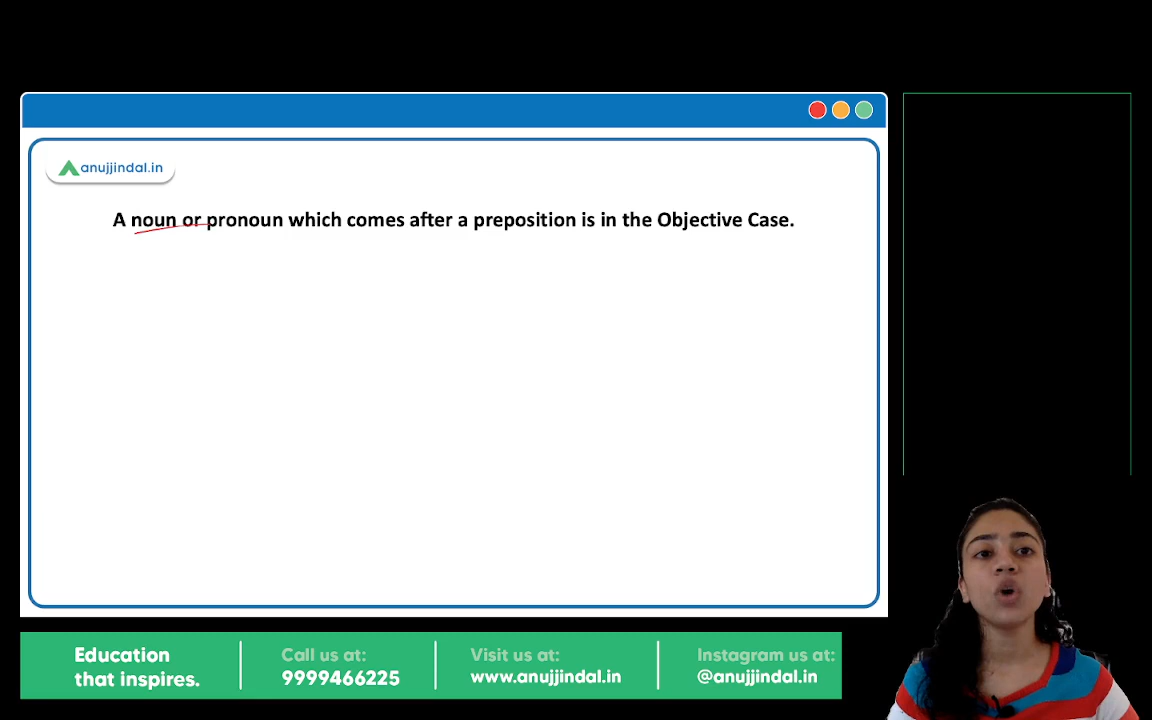 anujjindal.in
A noun or pronoun which comes after a preposition is in the Objective Case.
Education
that inspires.
Call us at:
9999466225
Visit us at:
www.anujjindal.in
Instagram us at:
@anujjindal.in